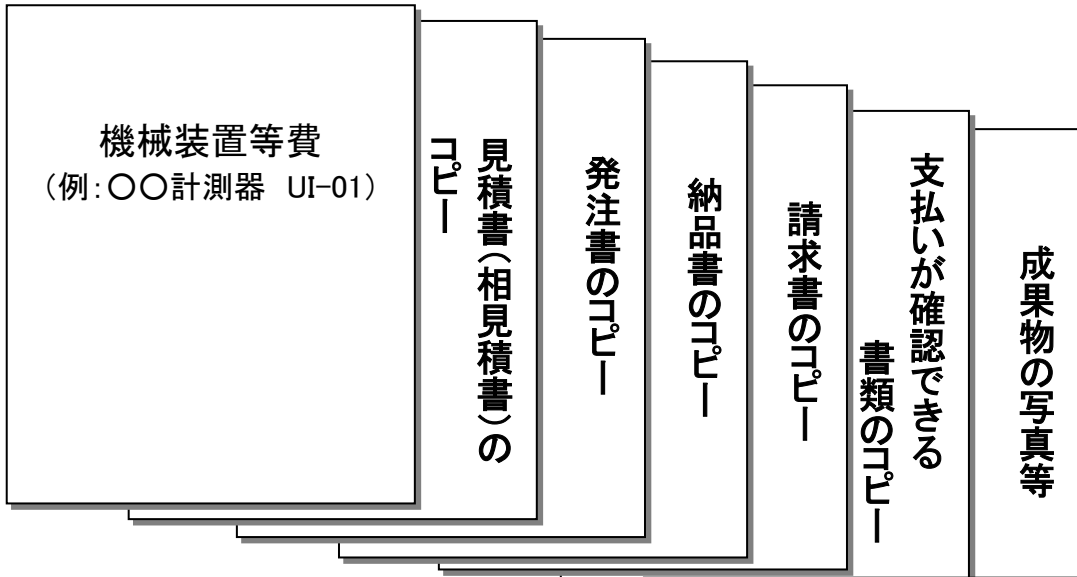 機械装置等費
（例：〇〇計測器　UI-01）
見積書（相見積書）の
コピー
発注書のコピー
納品書のコピー
請求書のコピー
支払いが確認できる
書類のコピー
成果物の写真等